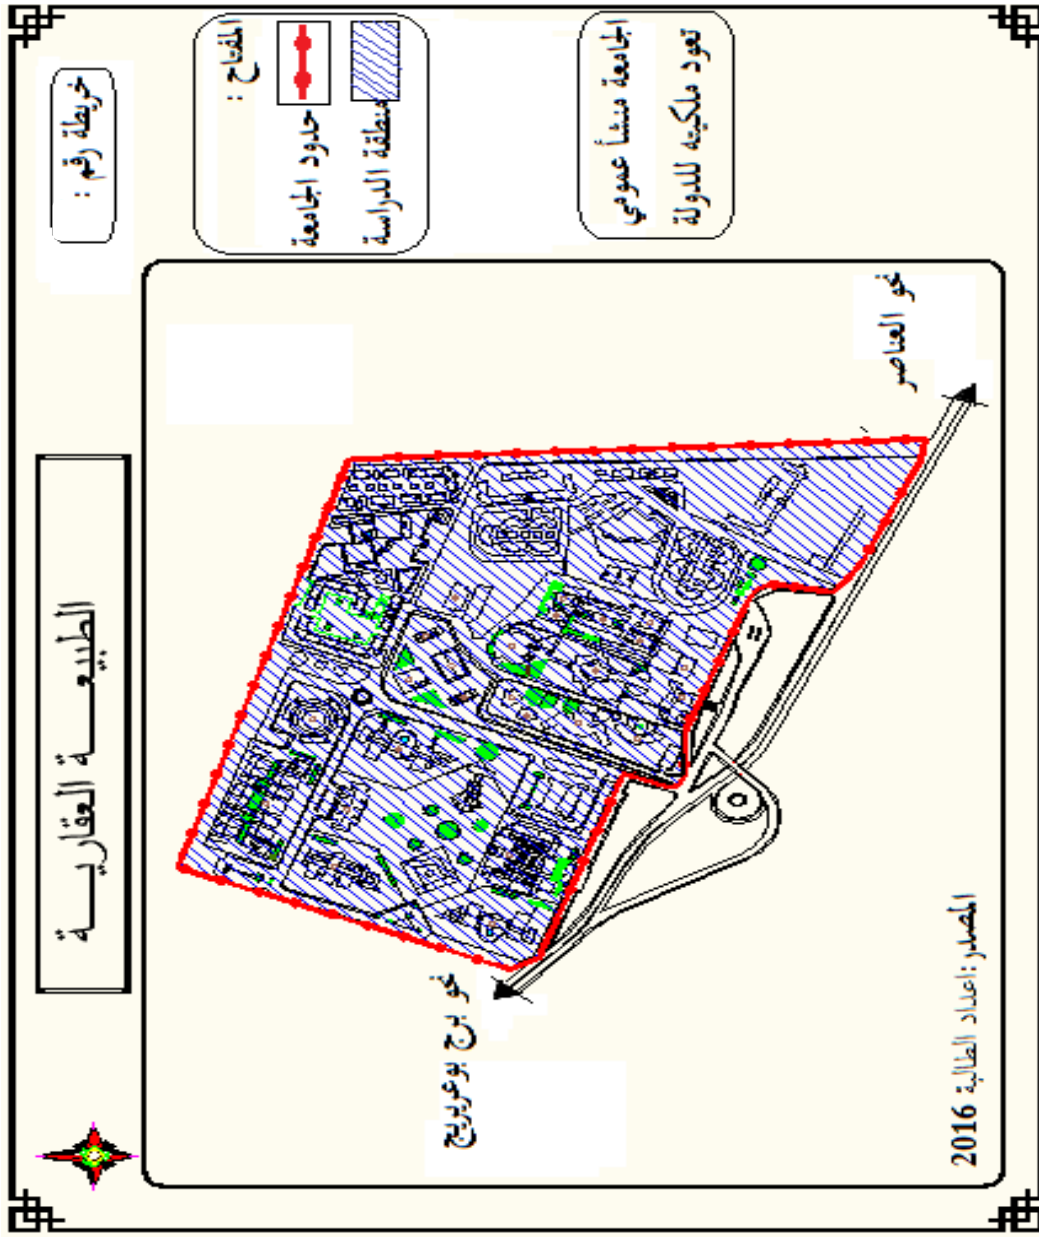 الطبيعـــة العقاريـــة
خريطة رقم :
المفتاح :
حدود الجامعة
منطقة الدراسة
الجامعة منشأ عمومي
تعود ملكيته للدولة
نحو العناصر
نحو برج بوعريريج
المصدر :اعداد الطالبة 2016